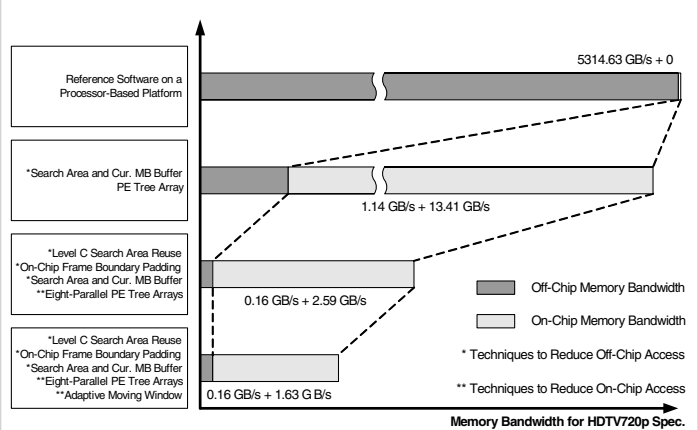 5314.63 GB/s + 0
Reference Software on a
Processor-Based Platform
*Search Area and Cur. MB Buffer
PE Tree Array
1.14 GB/s + 13.41 GB/s
*Level C Search Area Reuse
*On-Chip Frame Boundary Padding
*Search Area and Cur. MB Buffer
**Eight-Parallel PE Tree Arrays
0.16 GB/s + 2.59 GB/s
Off-Chip Memory Bandwidth
On-Chip Memory Bandwidth
* Techniques to Reduce Off-Chip Access
** Techniques to Reduce On-Chip Access
*Level C Search Area Reuse
*On-Chip Frame Boundary Padding
*Search Area and Cur. MB Buffer
**Eight-Parallel PE Tree Arrays
**Adaptive Moving Window
0.16 GB/s + 1.63 G B/s
Memory Bandwidth for HDTV720p Spec.